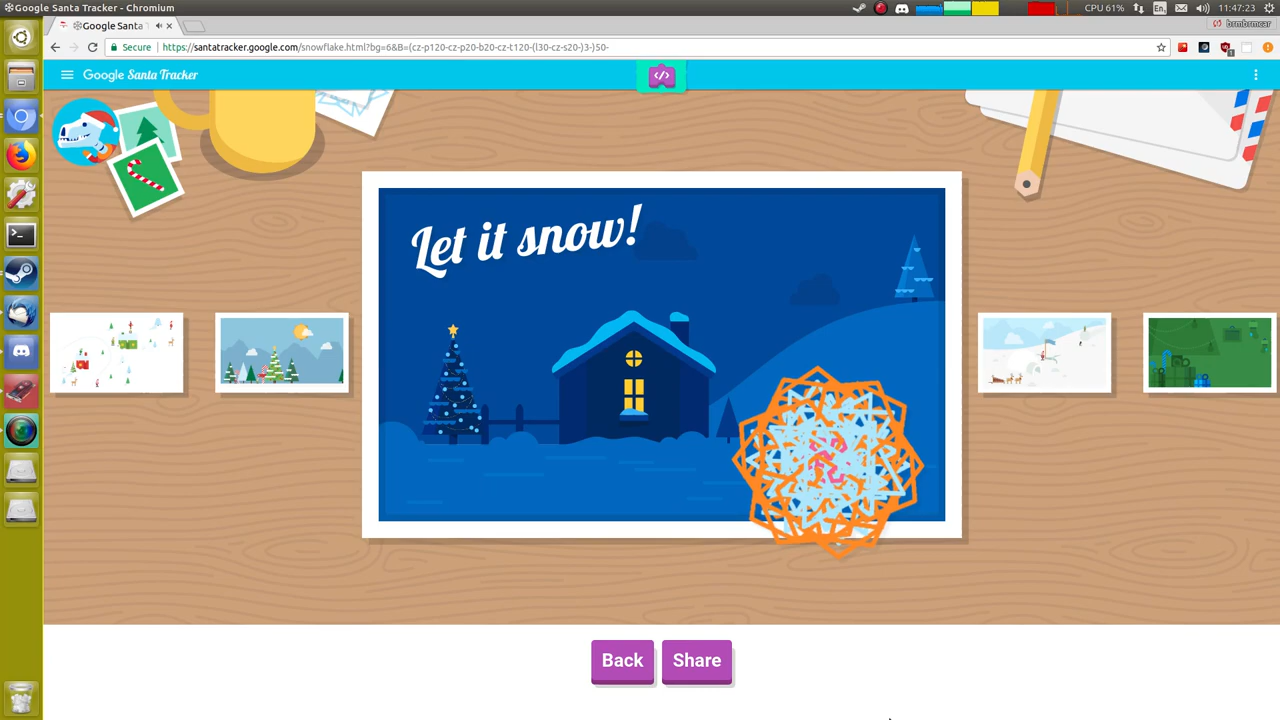 ❄Google Santa Tracker - Chromium
CPU 61%
En
11:47:23
❄Google Santa T
brmbrmcar
Secure
https://santatracker.google.com/snowflake.html?bg=6&B=(cz-p120-cz-p20-b20-cz-t120-(l30-cz-s20-)3-)50-
Google Santa Tracker
Let it snow!
Back
Share